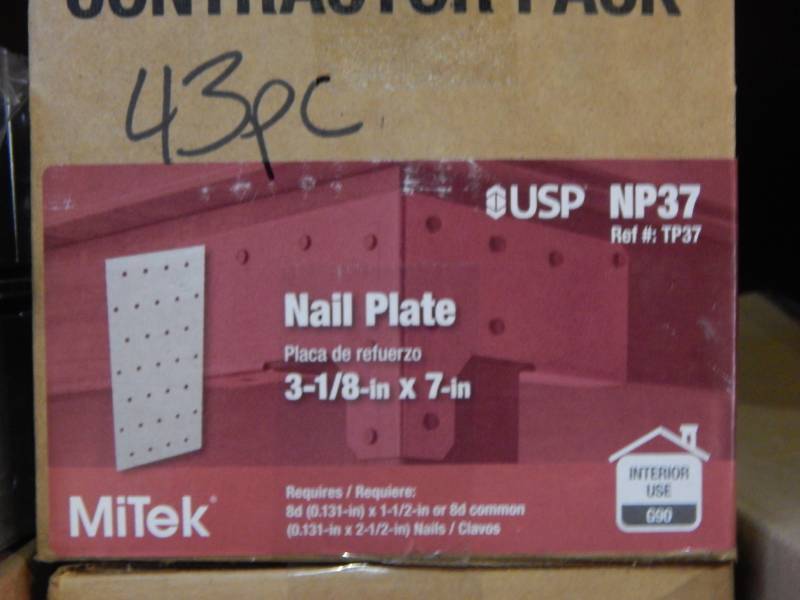 CONTRACTOR PACK
43pc
USP NP37
Ref #: TP37
Nail Plate
Placa de refuerzo
3-1/8-in x 7-in
INTERIOR
USE
G90
MiTek®
Requires / Requiere:
8d (0.131-in) x 1-1/2-in or 8d common
(0.131-in x 2-1/2-in) Nails / Clavos